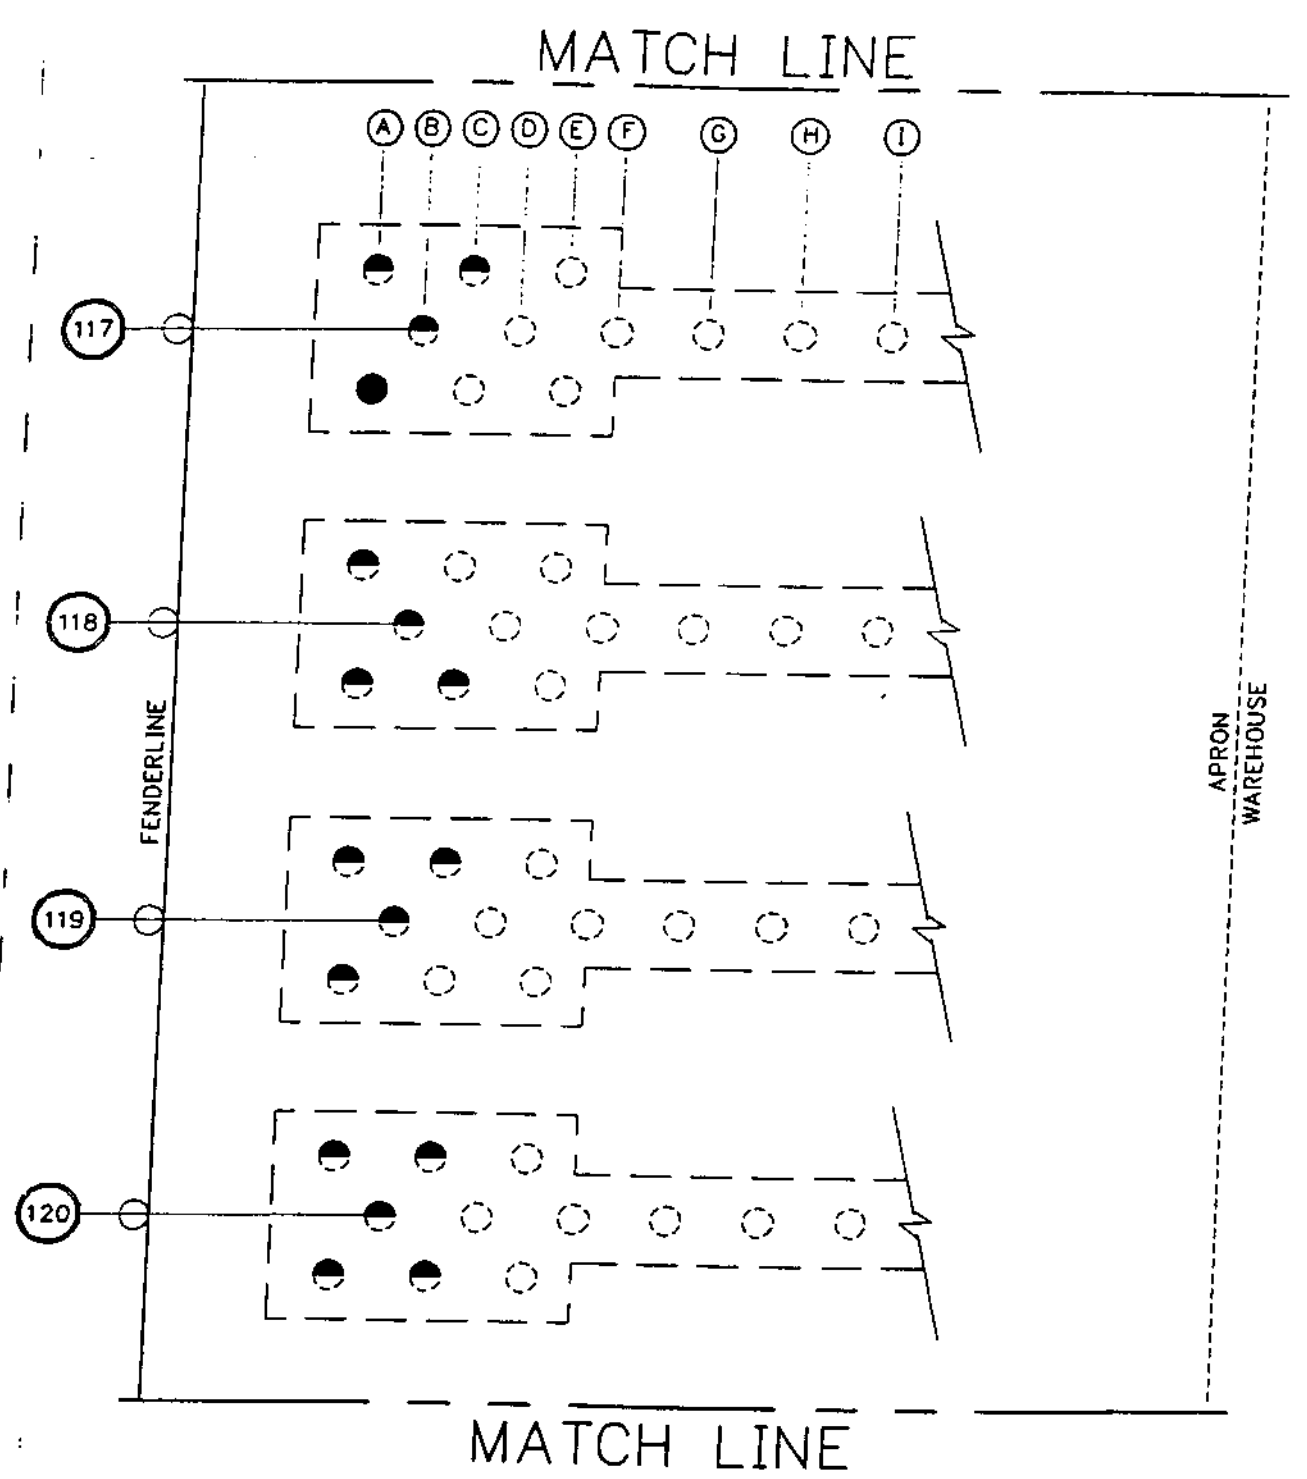 MATCH LINE
A B C D E F G H I
117
118
FENDERLINE
APRON
WAREHOUSE
119
120
MATCH LINE